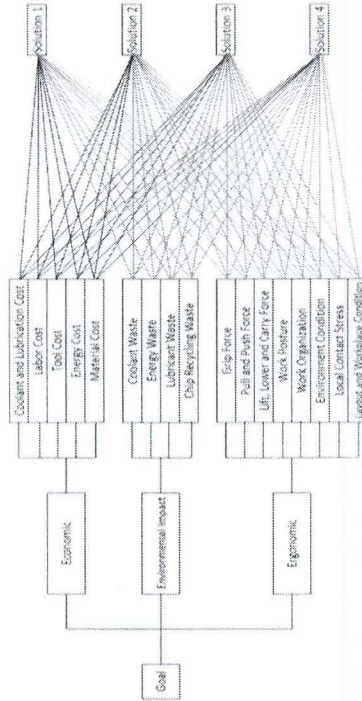 Goal
Economic
Environmental Impact
Ergonomic
Coolant and Lubrication Cost
Labor Cost
Tool Cost
Energy Cost
Material Cost
Coolant Waste
Energy Waste
Lubricant Waste
Chip Recycling Waste
Grip Force
Pull and Push Force
Lift, Lower and Carry Force
Work Posture
Work Organization
Environment Condition
Local Contact Stress
Layout and Workplace Condition
Solution 1
Solution 2
Solution 3
Solution 4